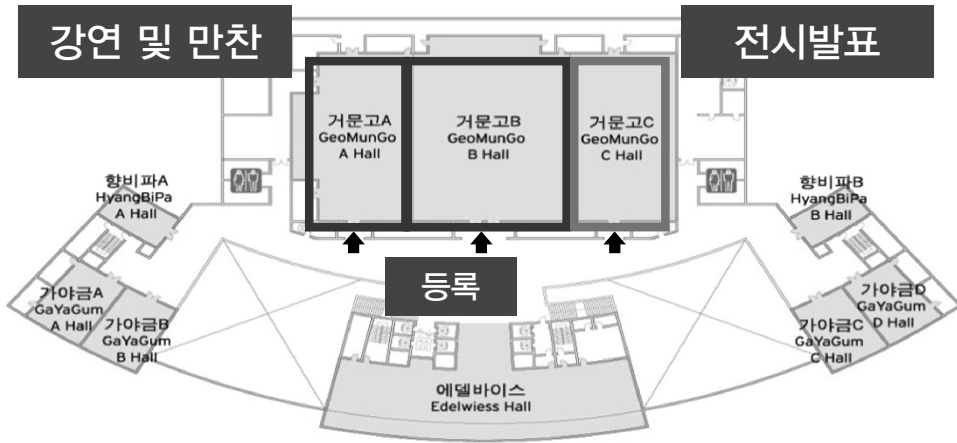 강연 및 만찬
전시발표
거문고A
GeoMunGo
A Hall
거문고B
GeoMunGo
B Hall
거문고C
GeoMunGo
C Hall
향비파A
HyangBiPa
A Hall
향비파B
HyangBiPa
B Hall
등록
가야금A
GaYaGum
A Hall
가야금B
GaYaGum
B Hall
가야금D
GaYaGum
D Hall
가야금C
GaYaGum
C Hall
에델바이스
Edelwiess Hall